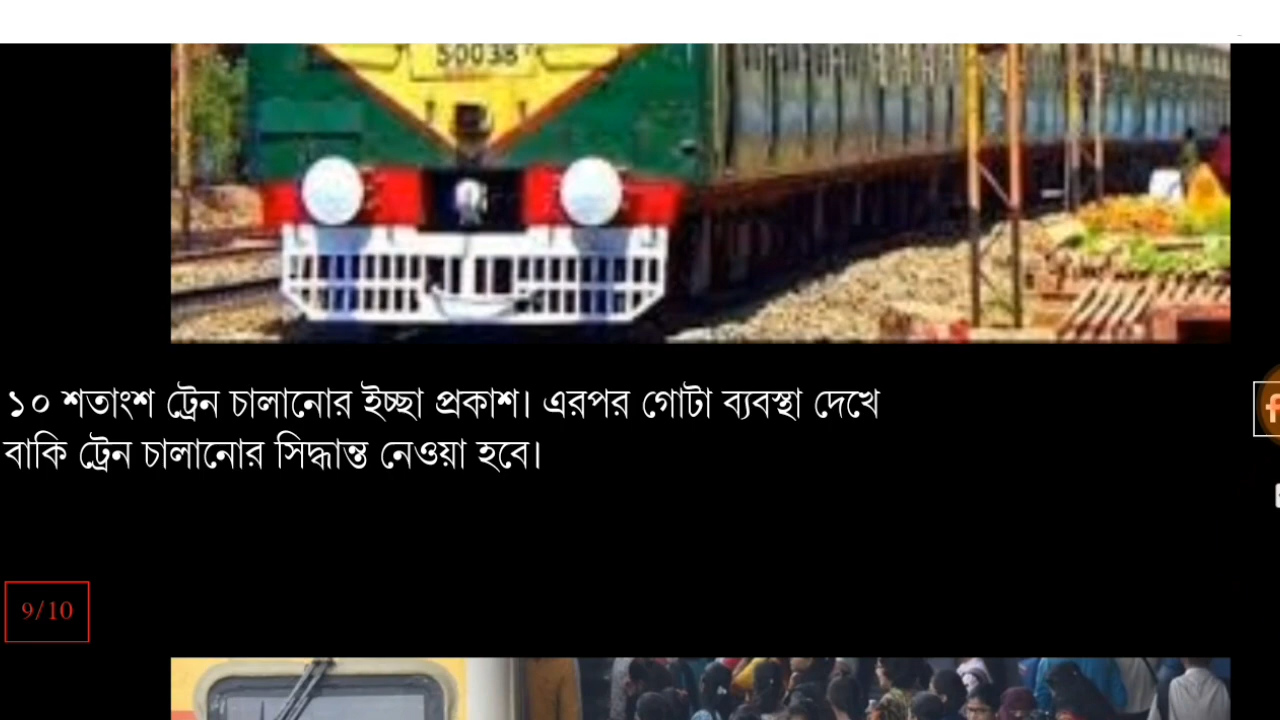 50038
১০ শতাংশ ট্রেন চালানোর ইচ্ছা প্রকাশ। এরপর গোটা ব্যবস্থা দেখে
বাকি ট্রেন চালানোর সিদ্ধান্ত নেওয়া হবে।
9/10